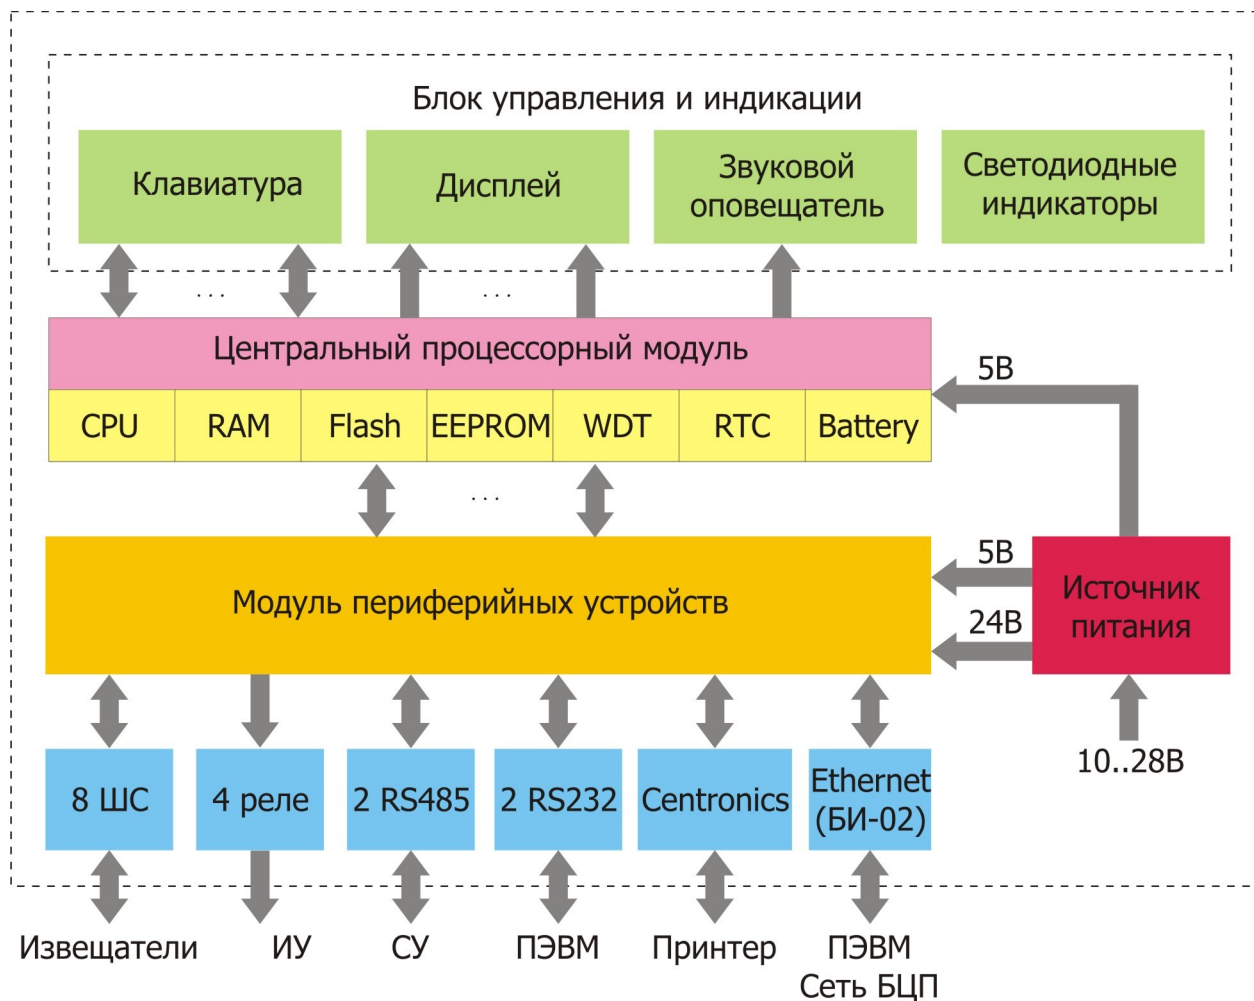 Блок управления и индикации
Клавиатура
Дисплей
Звуковой
оповещатель
Светодиодные
индикаторы
. . .
. . .
Центральный процессорный модуль
5В
CPU
RAM
Flash
EEPROM
WDT
RTC
Battery
. . .
5В
Модуль периферийных устройств
24В
Источник
питания
10..28В
8 ШС
4 реле
2 RS485
2 RS232
Centronics
Ethernet
(БИ-02)
Извещатели
ИУ
СУ
ПЭВМ
Принтер
ПЭВМ
Сеть БЦП